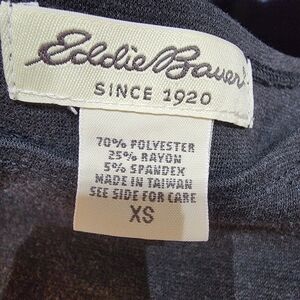 Eddie Bauer
SINCE 1920
70% POLYESTER
25% RAYON
5% SPANDEX
MADE IN TAIWAN
SEE SIDE FOR CARE
XS